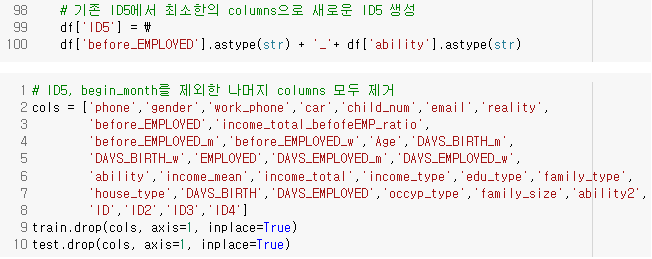 98 # 기존 ID5에서 최소한의 columns으로 새로운 ID5 생성
99 df['ID5'] = ₩
100 df['before_EMPLOYED'].astype(str) + '_'+ df['ability'].astype(str)
1 # ID5, begin_month를 제외한 나머지 columns 모두 제거
2 cols = ['phone','gender','work_phone','car','child_num','email','reality',
3 'before_EMPLOYED','income_total_befofeEMP_ratio',
4 'before_EMPLOYED_m','before_EMPLOYED_w','Age','DAYS_BIRTH_m',
5 'DAYS_BIRTH_w','EMPLOYED','DAYS_EMPLOYED_m','DAYS_EMPLOYED_w',
6 'ability','income_mean','income_total','income_type','edu_type','family_type',
7 'house_type','DAYS_BIRTH','DAYS_EMPLOYED','occyp_type','family_size','ability2',
8 'ID','ID2','ID3','ID4']
9 train.drop(cols, axis=1, inplace=True)
10 test.drop(cols, axis=1, inplace=True)